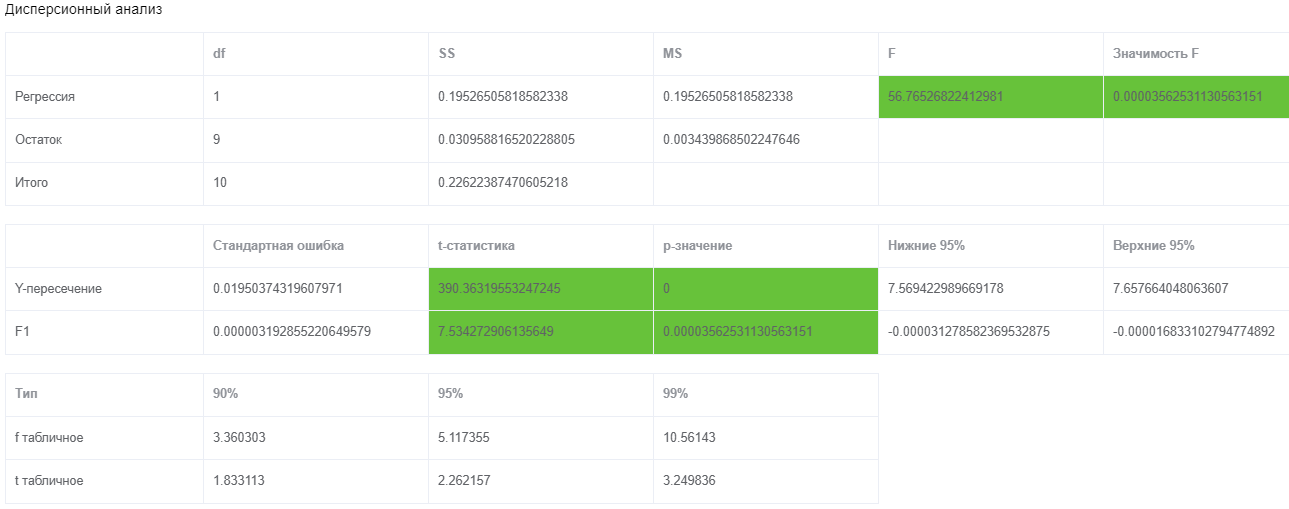 Дисперсионный анализ
df SS MS F Значимость F
Регрессия 1 0.19526505818582338 0.19526505818582338 56.76526822412981 0.00003562531130563151
Остаток 9 0.030958816520228805 0.003439868502247646
Итого 10 0.22622387470605218
Стандартная ошибка t-статистика p-значение Нижние 95% Верхние 95%
Y-пересечение 0.01950374319607971 390.36319553247245 0 7.569422989669178 7.657664048063607
F1 0.000003192855220649579 7.534272906135649 0.00003562531130563151 -0.000031278582369532875 -0.000016833102794774892
Тип 90% 95% 99%
f табличное 3.360303 5.117355 10.56143
t табличное 1.833113 2.262157 3.249836